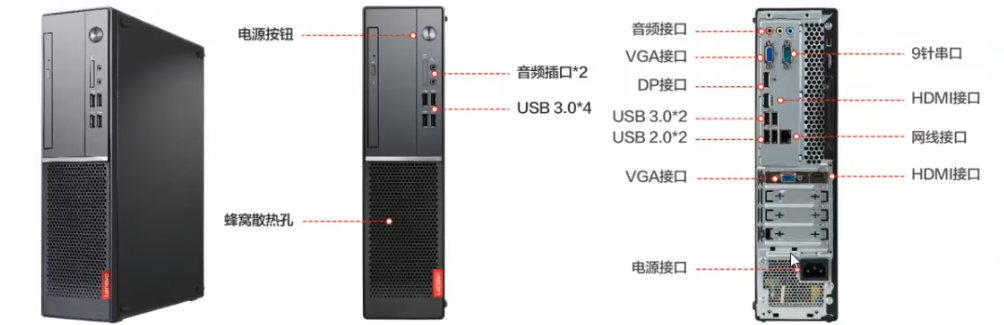 电源按钮
音频插口*2
USB 3.0*4
蜂窝散热孔
Lenovo
Lenovo
音频接口
VGA接口
DP接口
USB 3.0*2
USB 2.0*2
VGA接口
电源接口
9针串口
HDMI接口
网线接口
HDMI接口